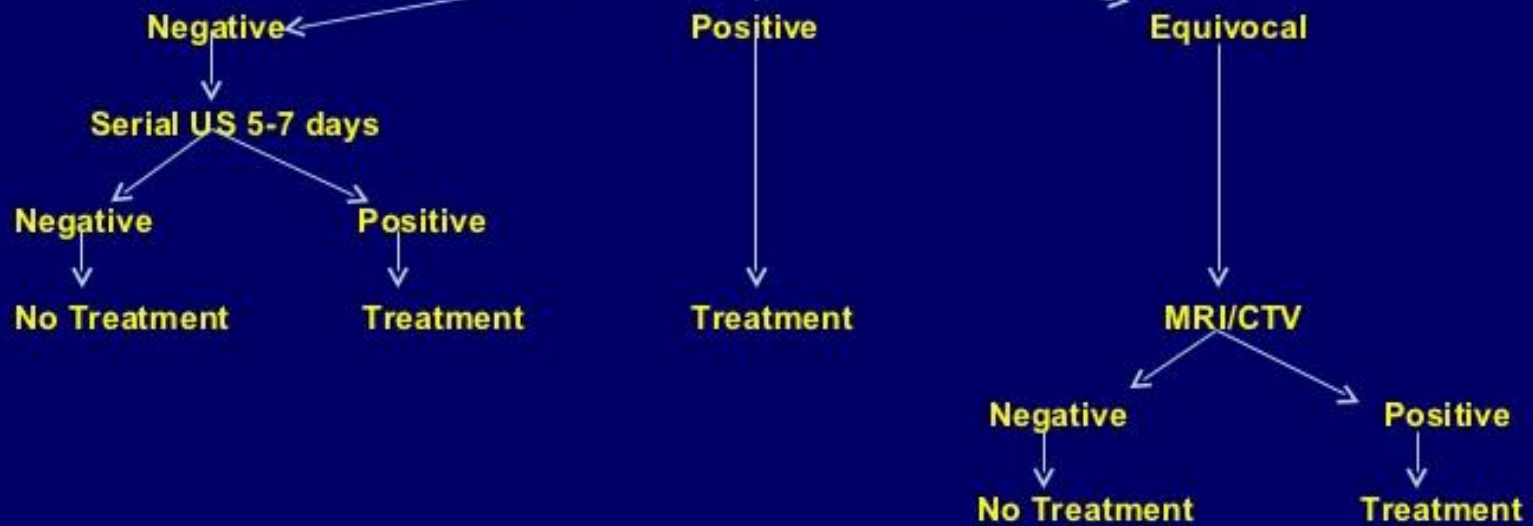 Negative Positive Equivocal
Serial US 5-7 days
Negative Positive
No Treatment Treatment Treatment MRI/CTV
Negative Positive
No Treatment Treatment